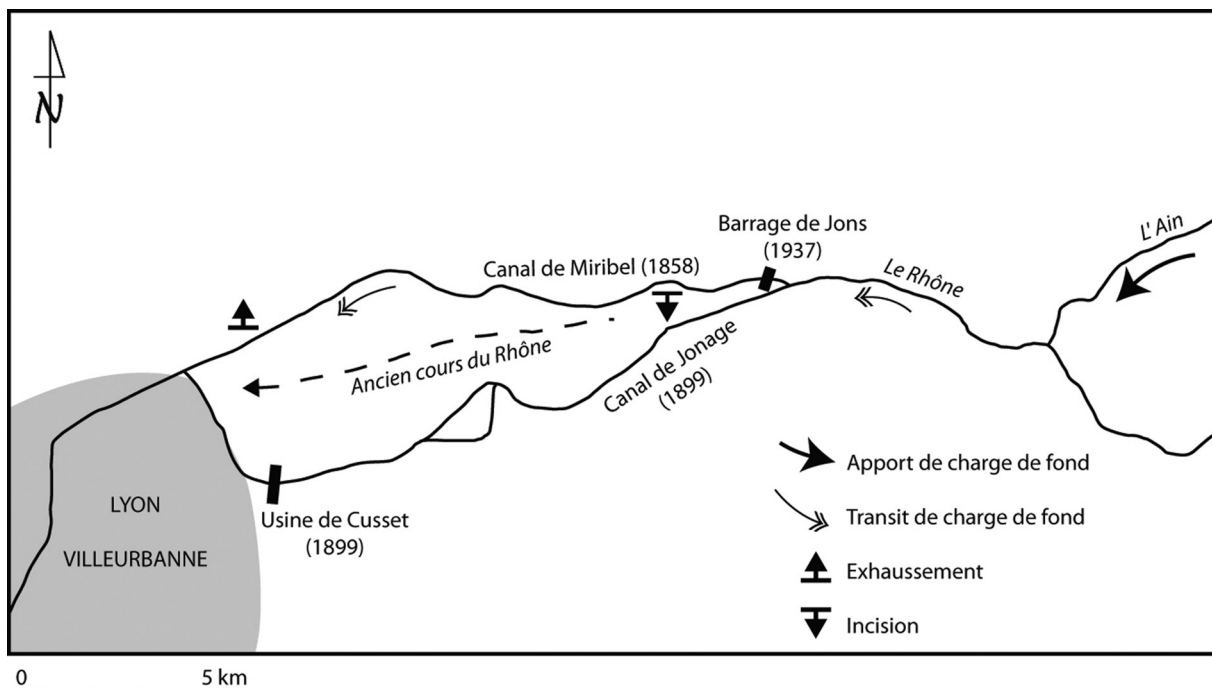 N
Barrage de Jons
(1937)
L' Ain
Canal de Miribel (1858)
Le Rhône
Ancien cours du Rhône
Canal de Jonage
(1899)
Apport de charge de fond
LYON
Usine de Cusset
(1899)
Transit de charge de fond
VILLEURBANNE
Exhaussement
Incision
0 5 km